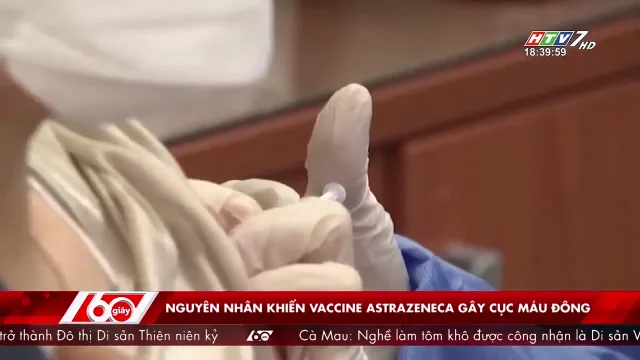 HTV7 HD
18:39:59
60 giây
NGUYÊN NHÂN KHIẾN VACCINE ASTRAZENECA GÂY CỤC MÁU ĐÔNG
trở thành Đô thị Di sản Thiên niên kỷ 60 Cà Mau: Nghề làm tôm khô được công nhận là Di sản V